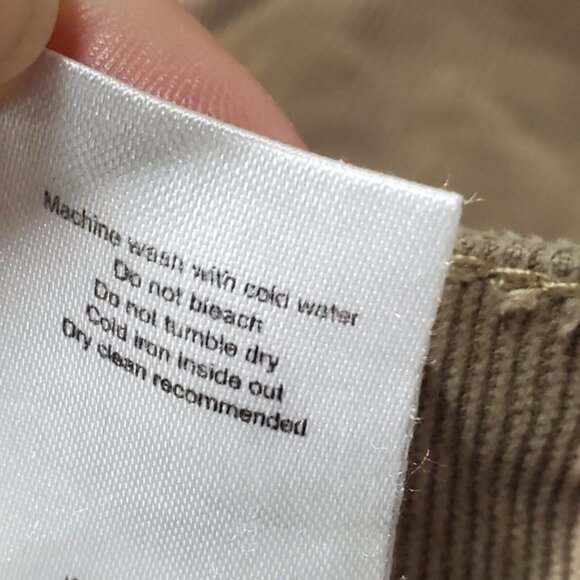 Machine wash with cold water
Do not bleach
Do not tumble dry
Cold iron inside out
Dry clean recommended